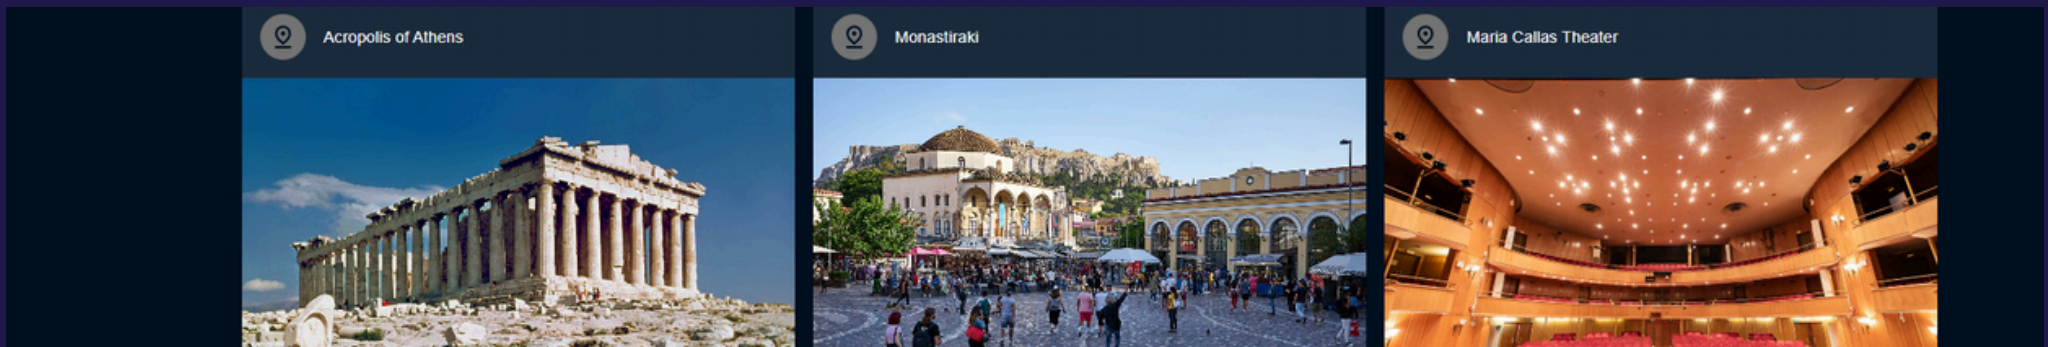 Acropolis of Athens
Monastiraki
Maria Callas Theater